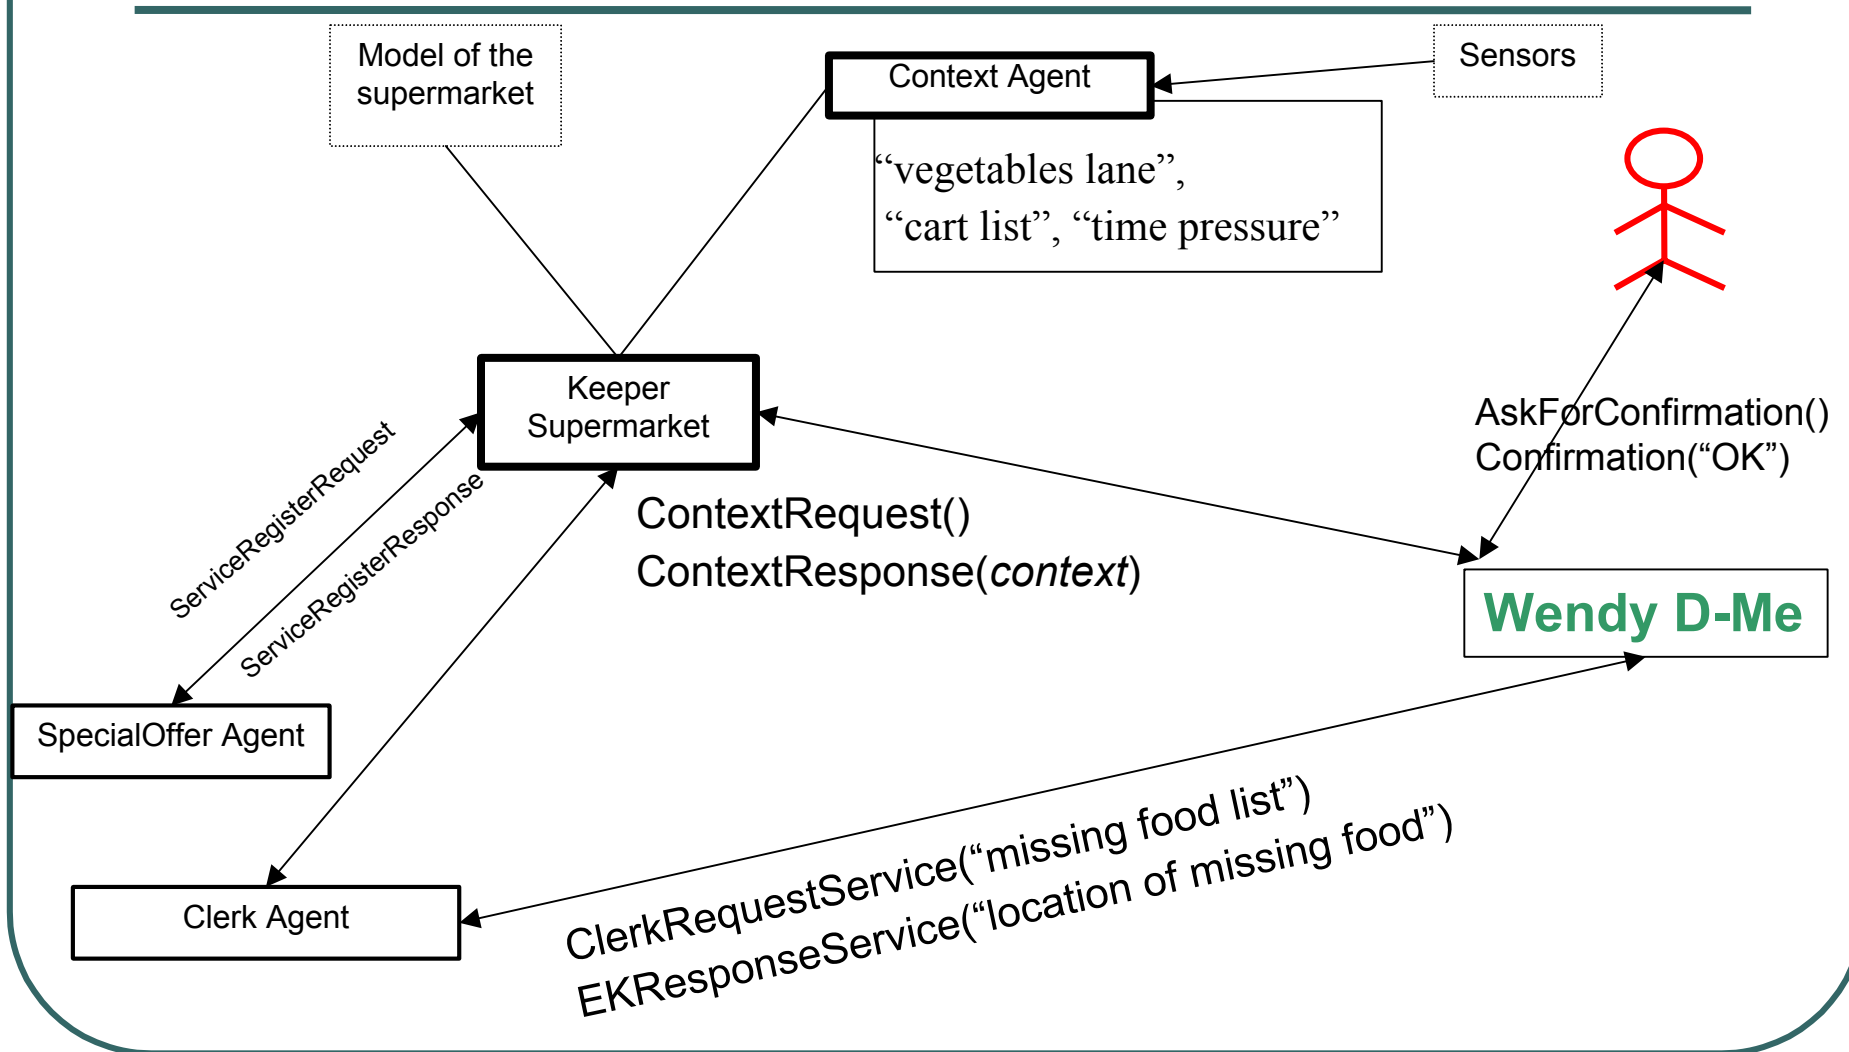 Model of the
supermarket
Context Agent
Sensors
“vegetables lane”,
“cart list”, “time pressure”
Keeper
Supermarket
AskForConfirmation()
Confirmation(“OK”)
ServiceRegisterRequest
ServiceRegisterResponse
ContextRequest()
ContextResponse(context)
Wendy D-Me
SpecialOffer Agent
Clerk Agent
ClerkRequestService(“missing food list”)
EKResponseService(“location of missing food”)